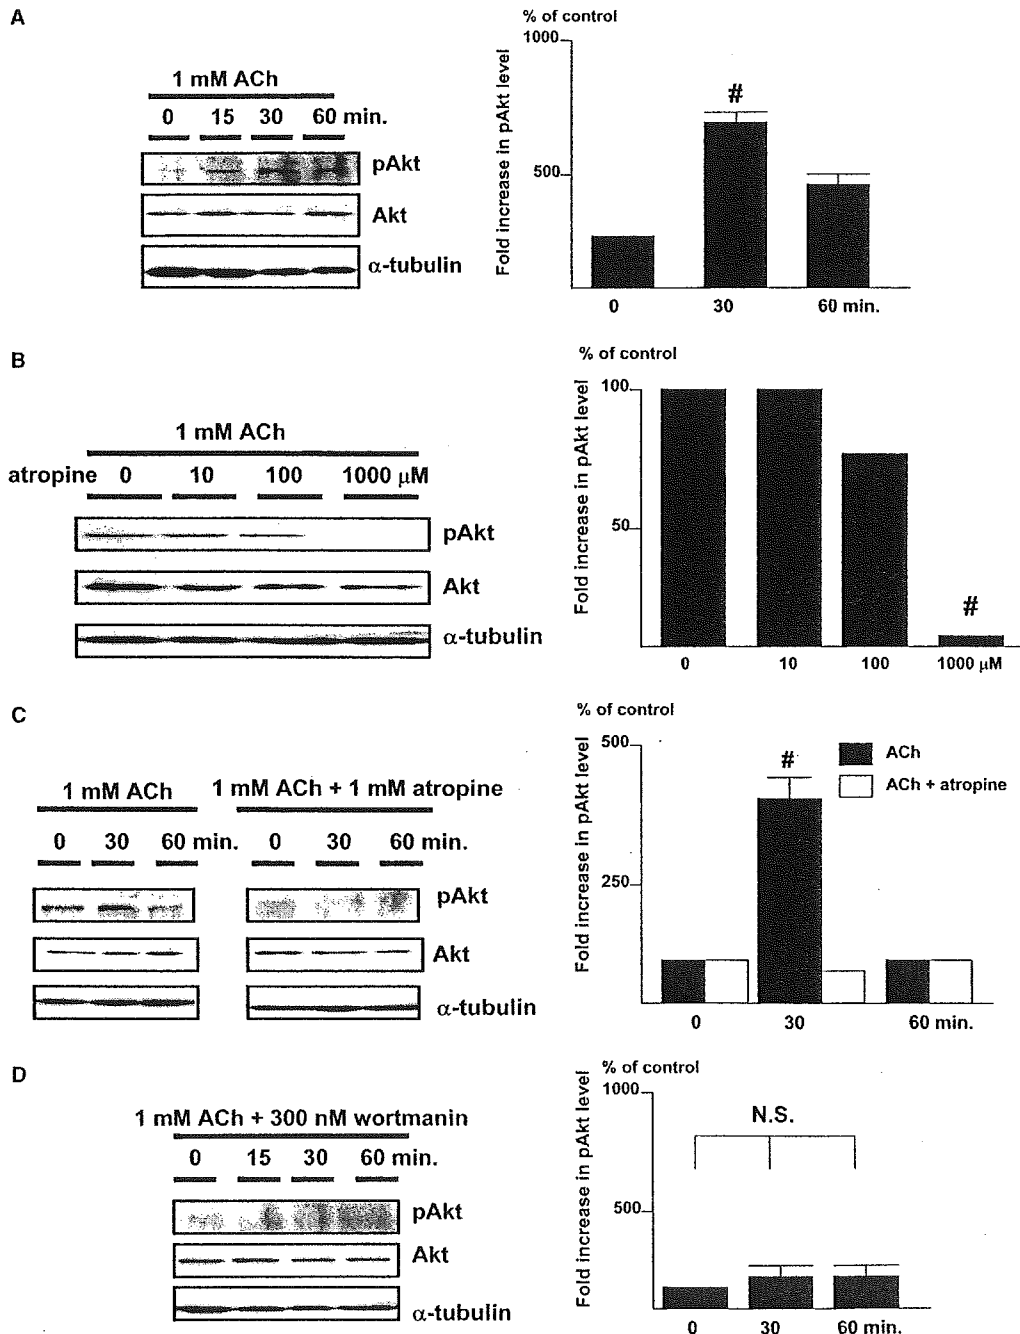 A
1 mM ACh
0 15 30 60 min.
pAkt
Akt
α-tubulin
% of control
1000
500
Fold increase in pAkt level
#
0 30 60 min.
B
1 mM ACh
atropine 0 10 100 1000 μM
pAkt
Akt
α-tubulin
% of control
100
50
Fold increase in pAkt level
#
0 10 100 1000 μM
C
1 mM ACh
0 30 60 min.
1 mM ACh + 1 mM atropine
0 30 60 min.
pAkt
Akt
α-tubulin
% of control
500
250
Fold increase in pAkt level
#
ACh
ACh + atropine
0 30 60 min.
D
1 mM ACh + 300 nM wortmanin
0 15 30 60 min.
pAkt
Akt
α-tubulin
% of control
1000
500
Fold increase in pAkt level
N.S.
0 30 60 min.